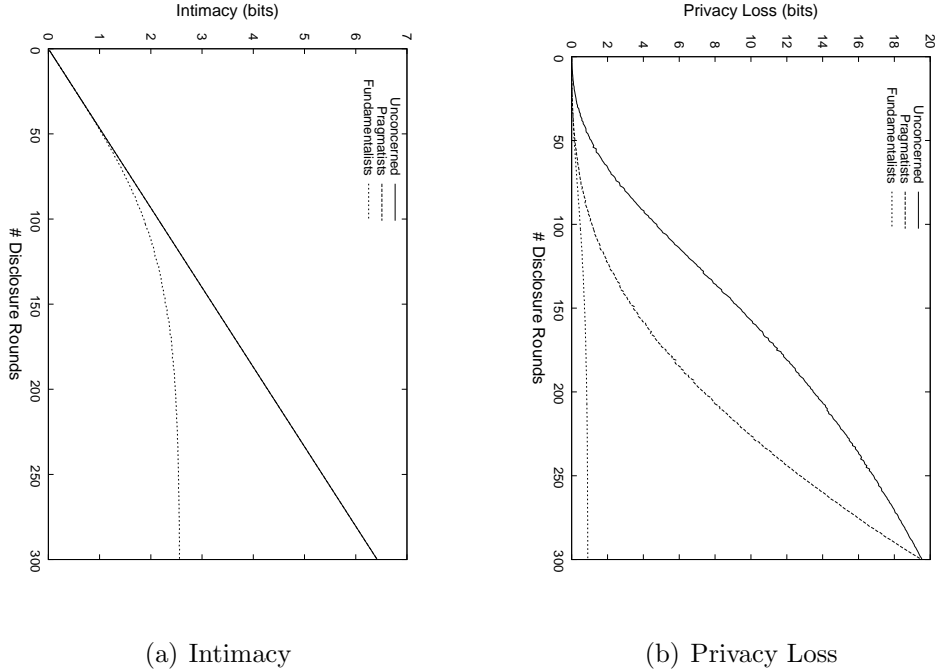 Intimacy (bits)
0 1 2 3 4 5 6 7
0
50
100
150
200
250
300
# Disclosure Rounds
Unconcerned
Pragmatists
Fundamentalists
Privacy Loss (bits)
0 2 4 6 8 10 12 14 16 18 20
0
50
100
150
200
250
300
# Disclosure Rounds
Unconcerned
Pragmatists
Fundamentalists
(a) Intimacy
(b) Privacy Loss